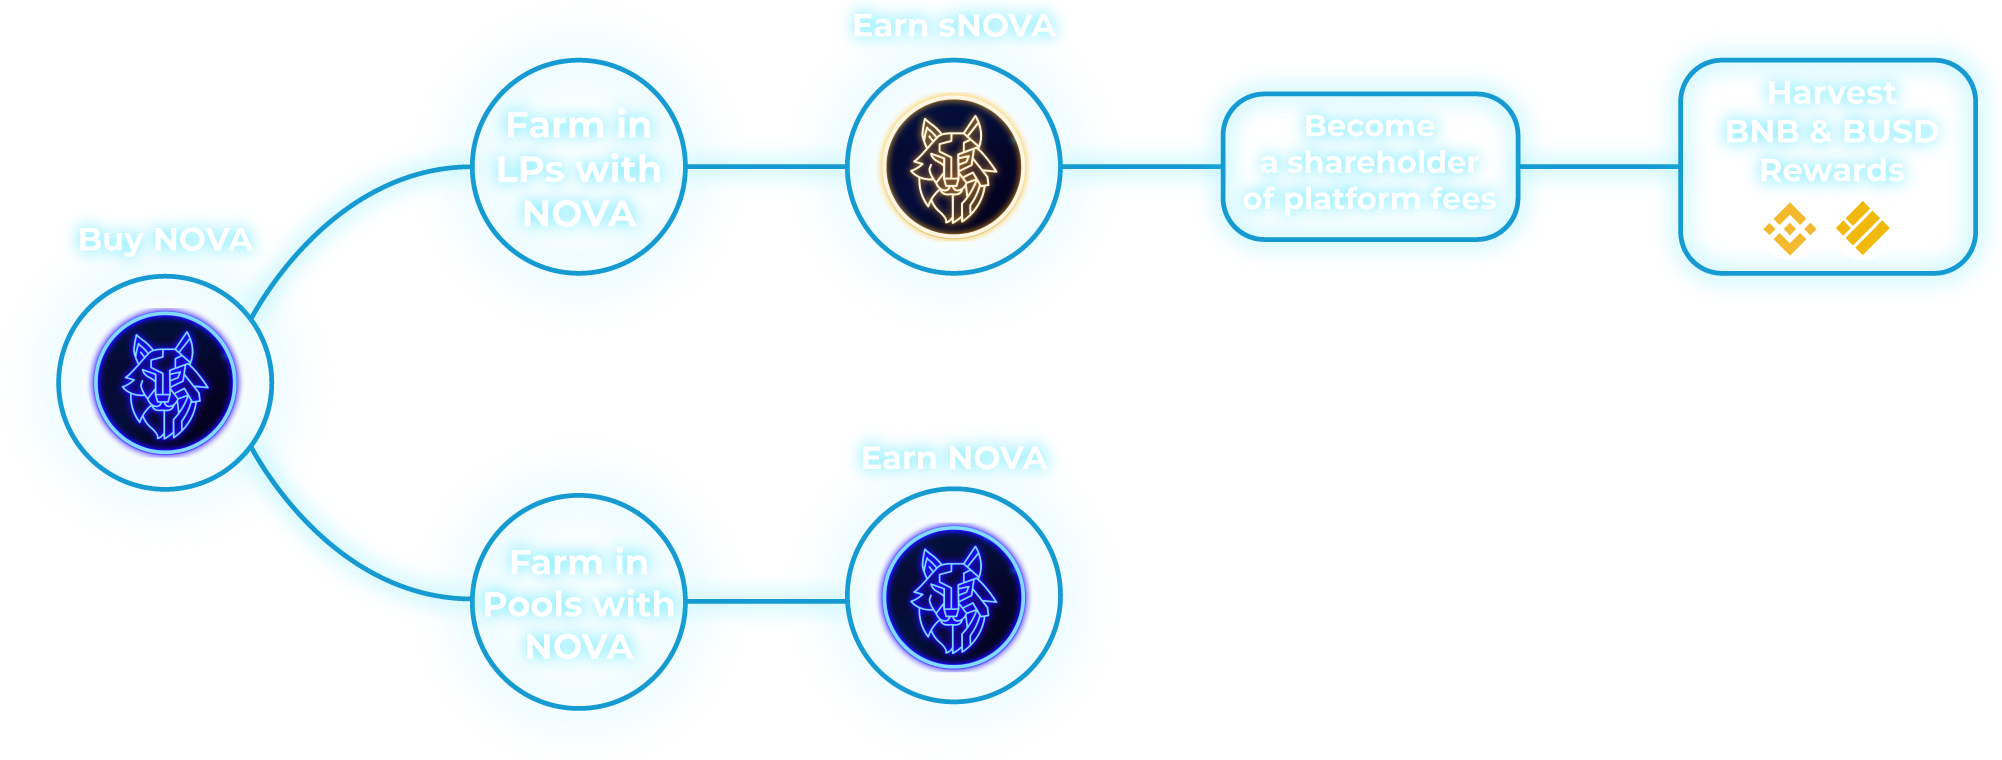 Buy NOVA
Farm in
LPs with
NOVA
Earn sNOVA
Become
a shareholder
of platform fees
Harvest
BNB & BUSD
Rewards
Farm in
Pools with
NOVA
Earn NOVA